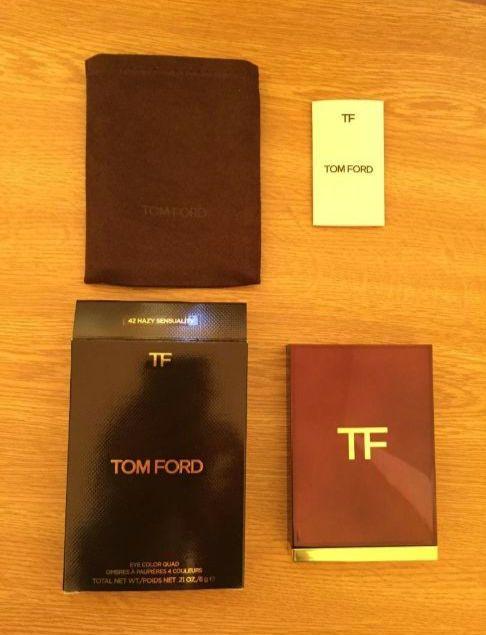 TOM FORD
TF
TOM FORD
42 HAZY SENSUALITY
TF
TOM FORD
EYE COLOR QUAD
OMBRES À PAUPIÈRES 4 COULEURS
TOTAL NET WT./POIDS NET .21 OZ./6 g ℮
TF